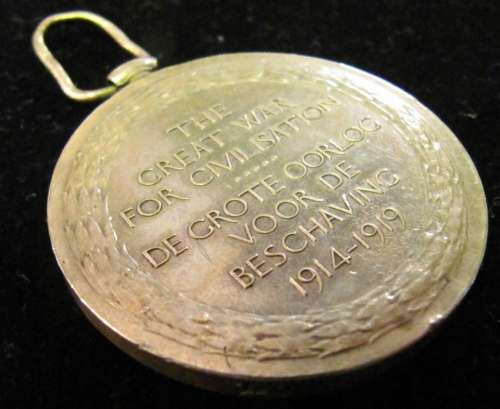 THE
GREAT WAR
FOR CIVILISATION
DE GROTE OORLOG
VOOR DE
BESCHAVING
1914-1919